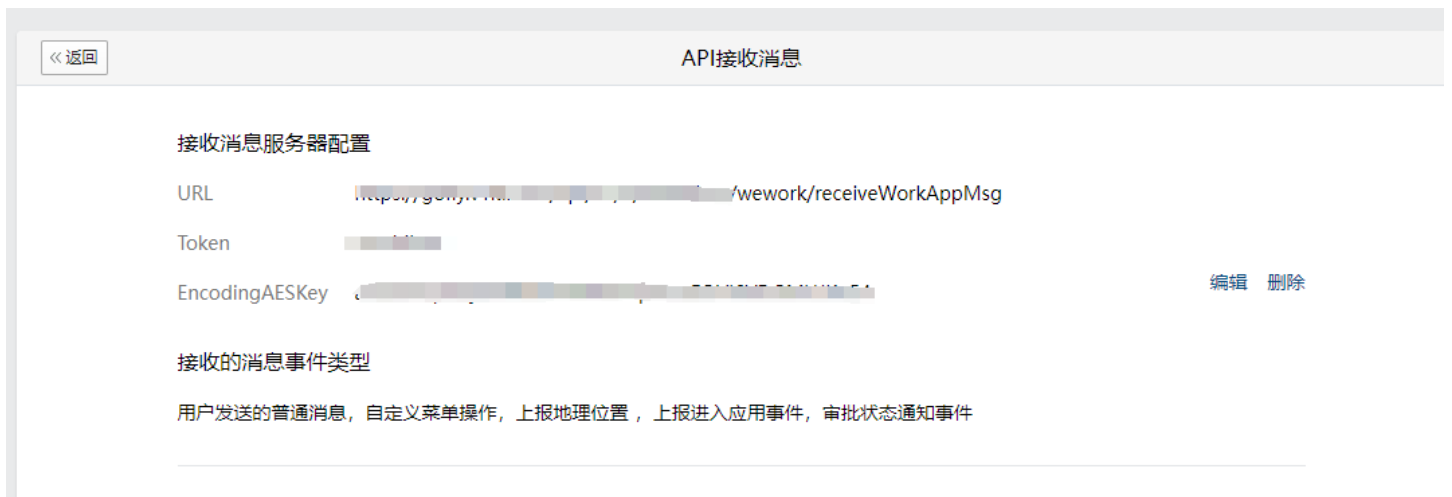 «返回
API接收消息
接收消息服务器配置
URL /wework/receiveWorkAppMsg
Token
EncodingAESKey
编辑 删除
接收的消息事件类型
用户发送的普通消息，自定义菜单操作，上报地理位置 ，上报进入应用事件，审批状态通知事件